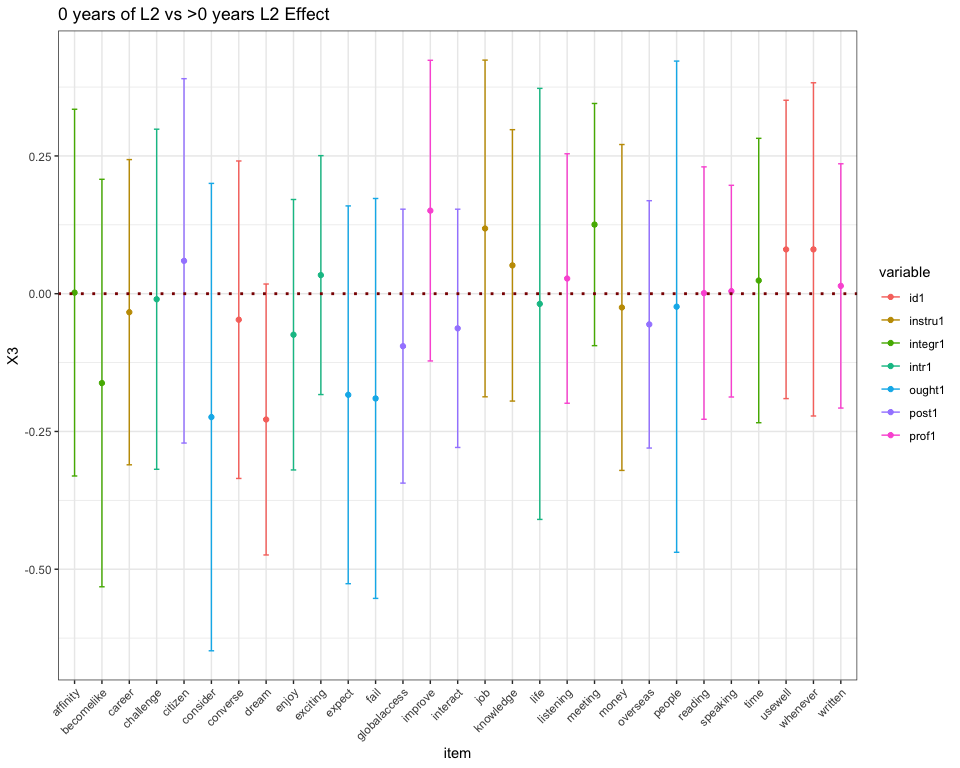 0 years of L2 vs >0 years L2 Effect
X3
0.25
0.00
-0.25
-0.50
affinity
becomelike
career
challenge
citizen
consider
converse
dream
enjoy
exciting
expect
fail
globalaccess
improve
interact
job
knowledge
life
listening
meeting
money
overseas
people
reading
speaking
time
usewell
whenever
written
item
variable
id1
instru1
integr1
intr1
ought1
post1
prof1